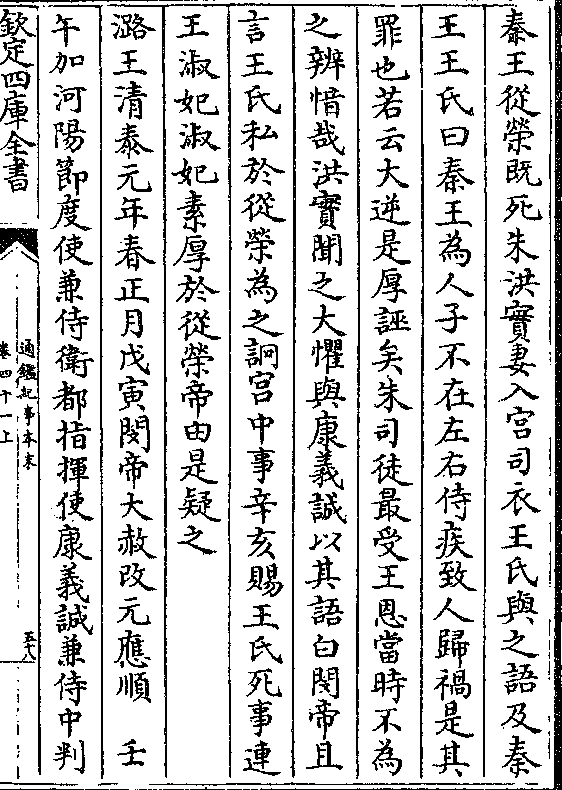 秦王從榮既死朱洪實妻入宫司衣王氏與之語及秦
王王氏曰秦王為人子不在左右侍疾致人歸禍是其
罪也若云大逆是厚誣矣朱司徒最受王恩當時不為
之辨惜哉洪實聞之大懼與康義誠以其語白閔帝且
言王氏私於從榮為之詗宫中事辛亥賜王氏死事連
王淑妃淑妃素厚於從榮帝由是疑之
潞王清泰元年春正月戊寅閔帝大赦改元應順　壬
午加河陽節度使兼侍衛都指揮使康義誠兼侍中判
欽定四庫全書
通鑑紀事本末
卷四十一上
五十八